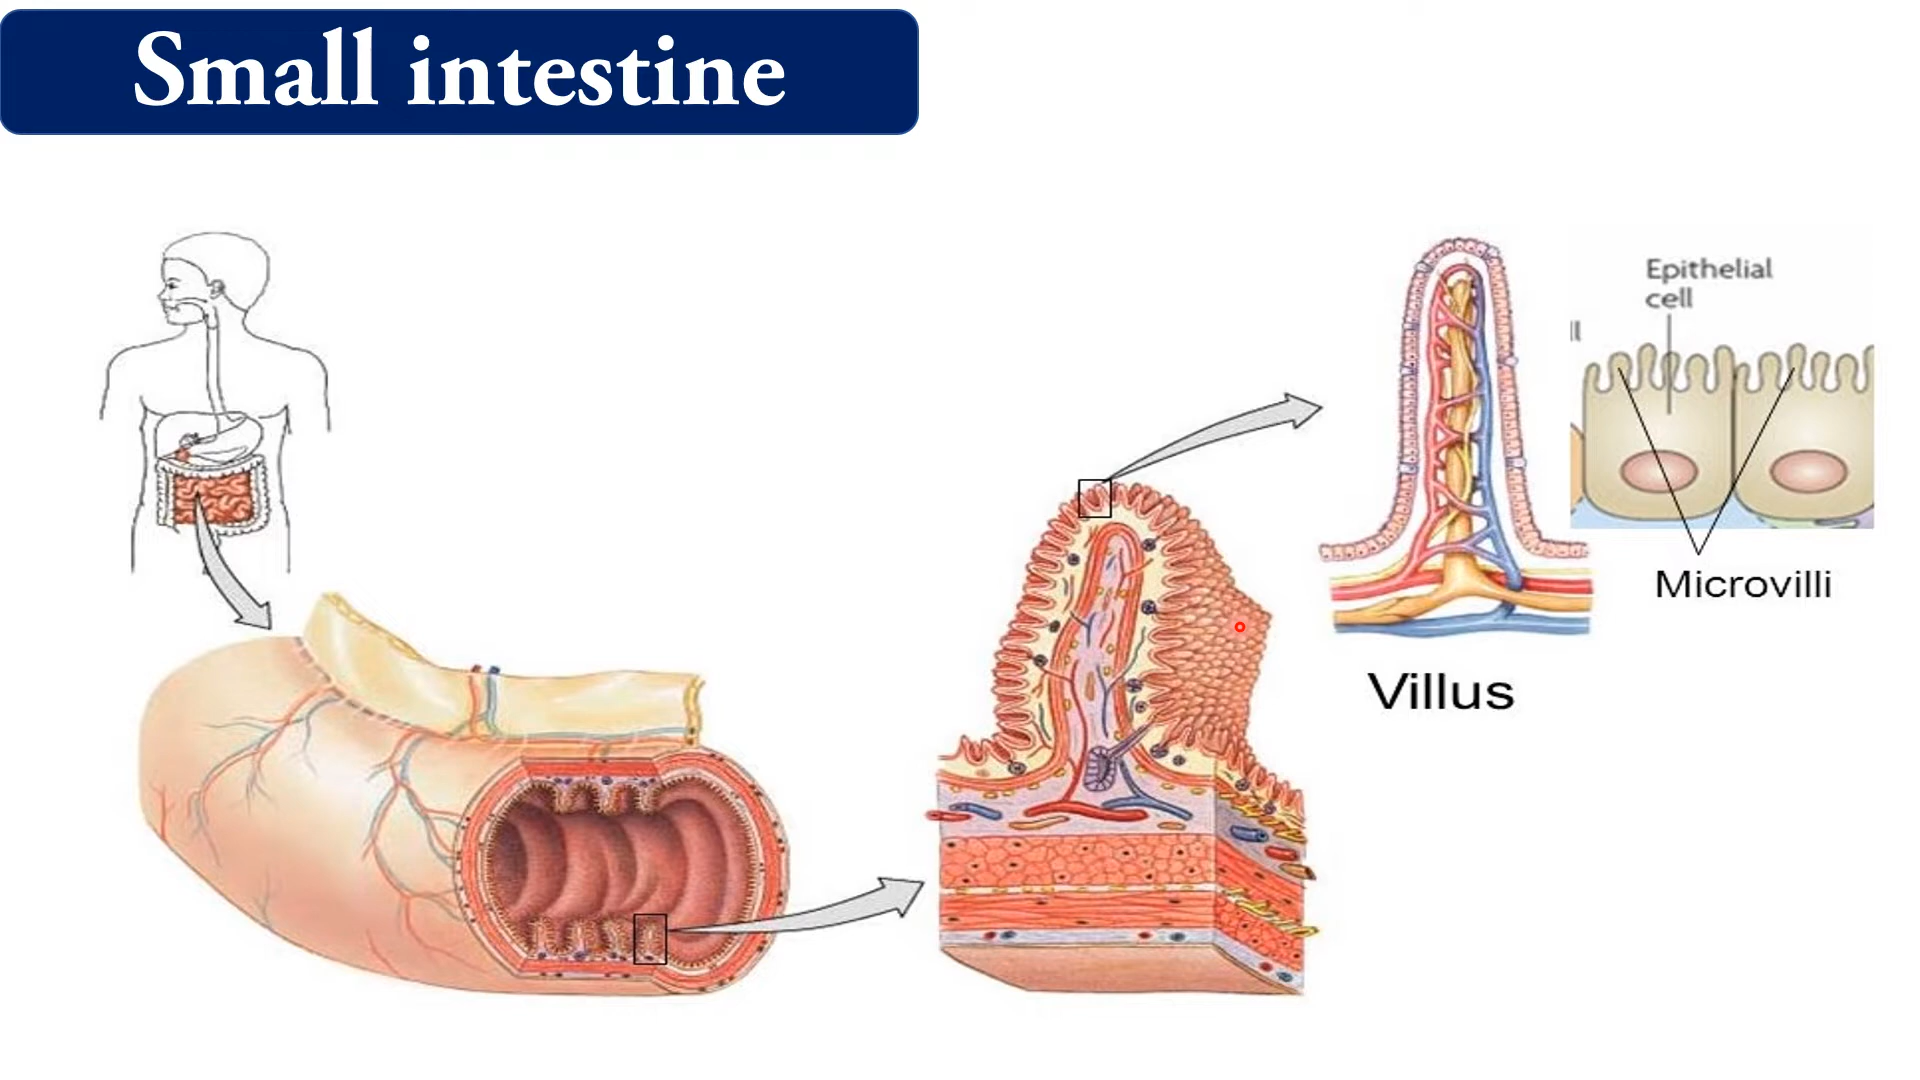 Small intestine
Epithelial
cell
Microvilli
Villus